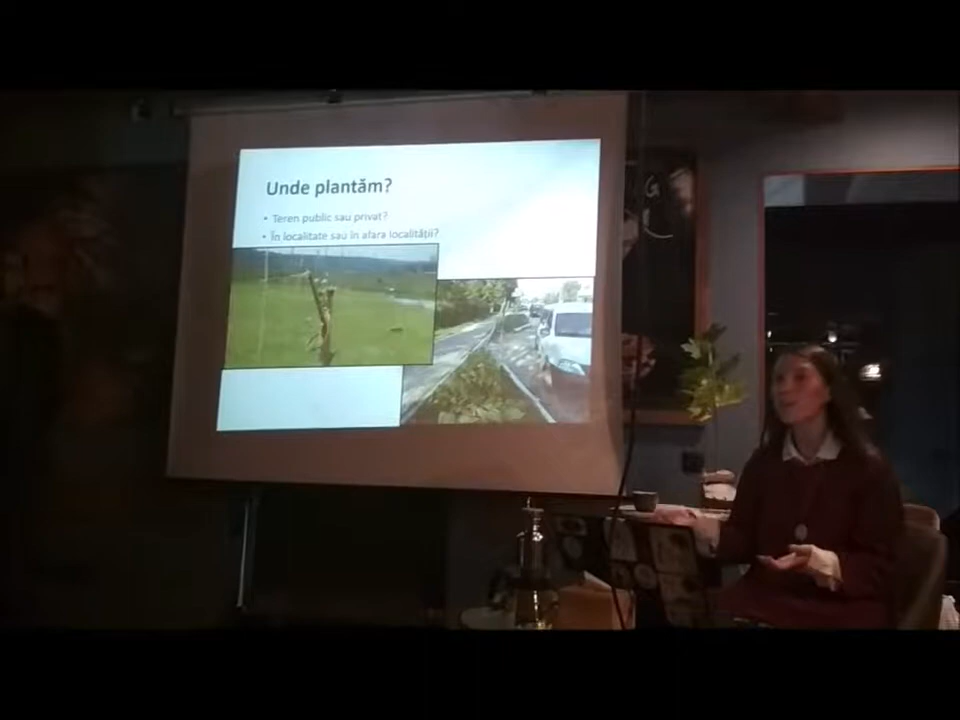 Unde plantăm?
• Teren public sau privat?
• În localitate sau în afara localității?